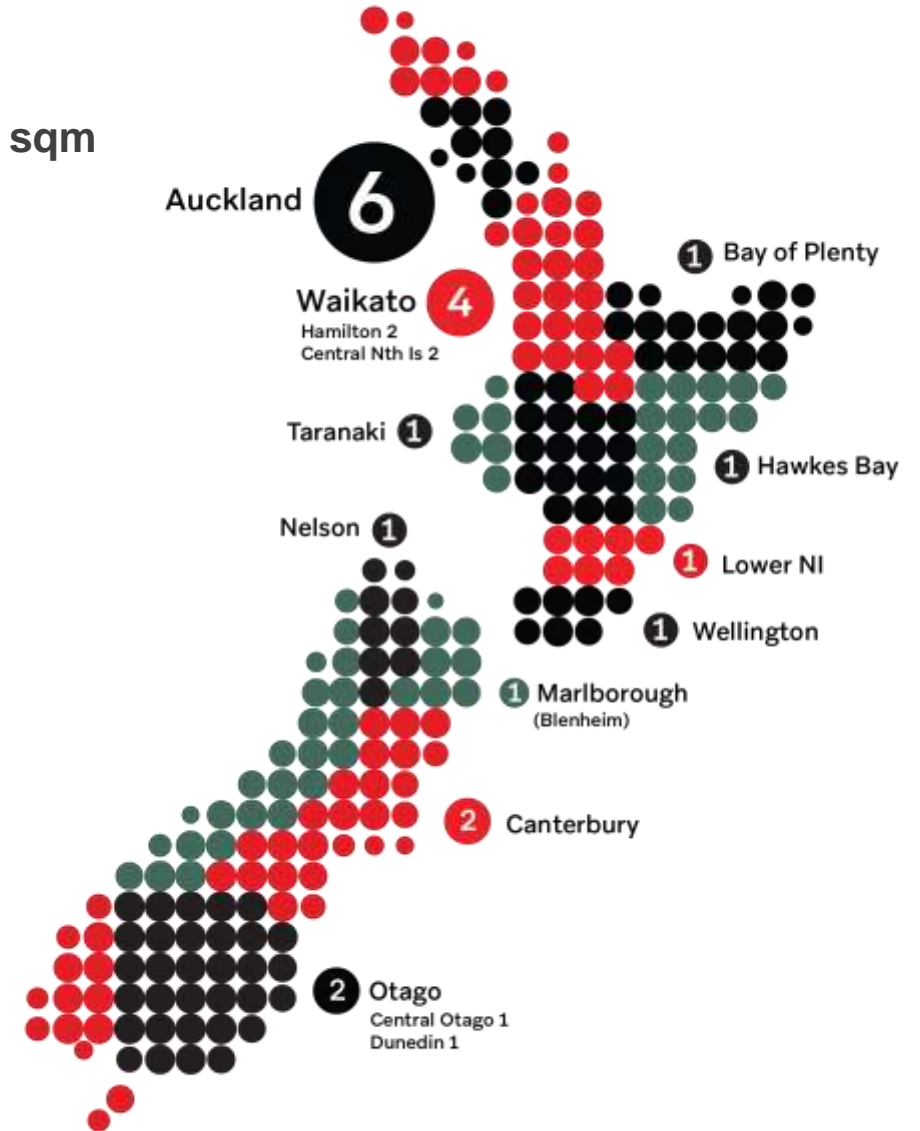 sqm
Auckland 6
Waikato 4
Hamilton 2
Central Nth Is 2
1 Bay of Plenty
Taranaki 1
1 Hawkes Bay
Nelson 1
1 Lower NI
1 Wellington
1 Marlborough
(Blenheim)
2 Canterbury
2 Otago
Central Otago 1
Dunedin 1